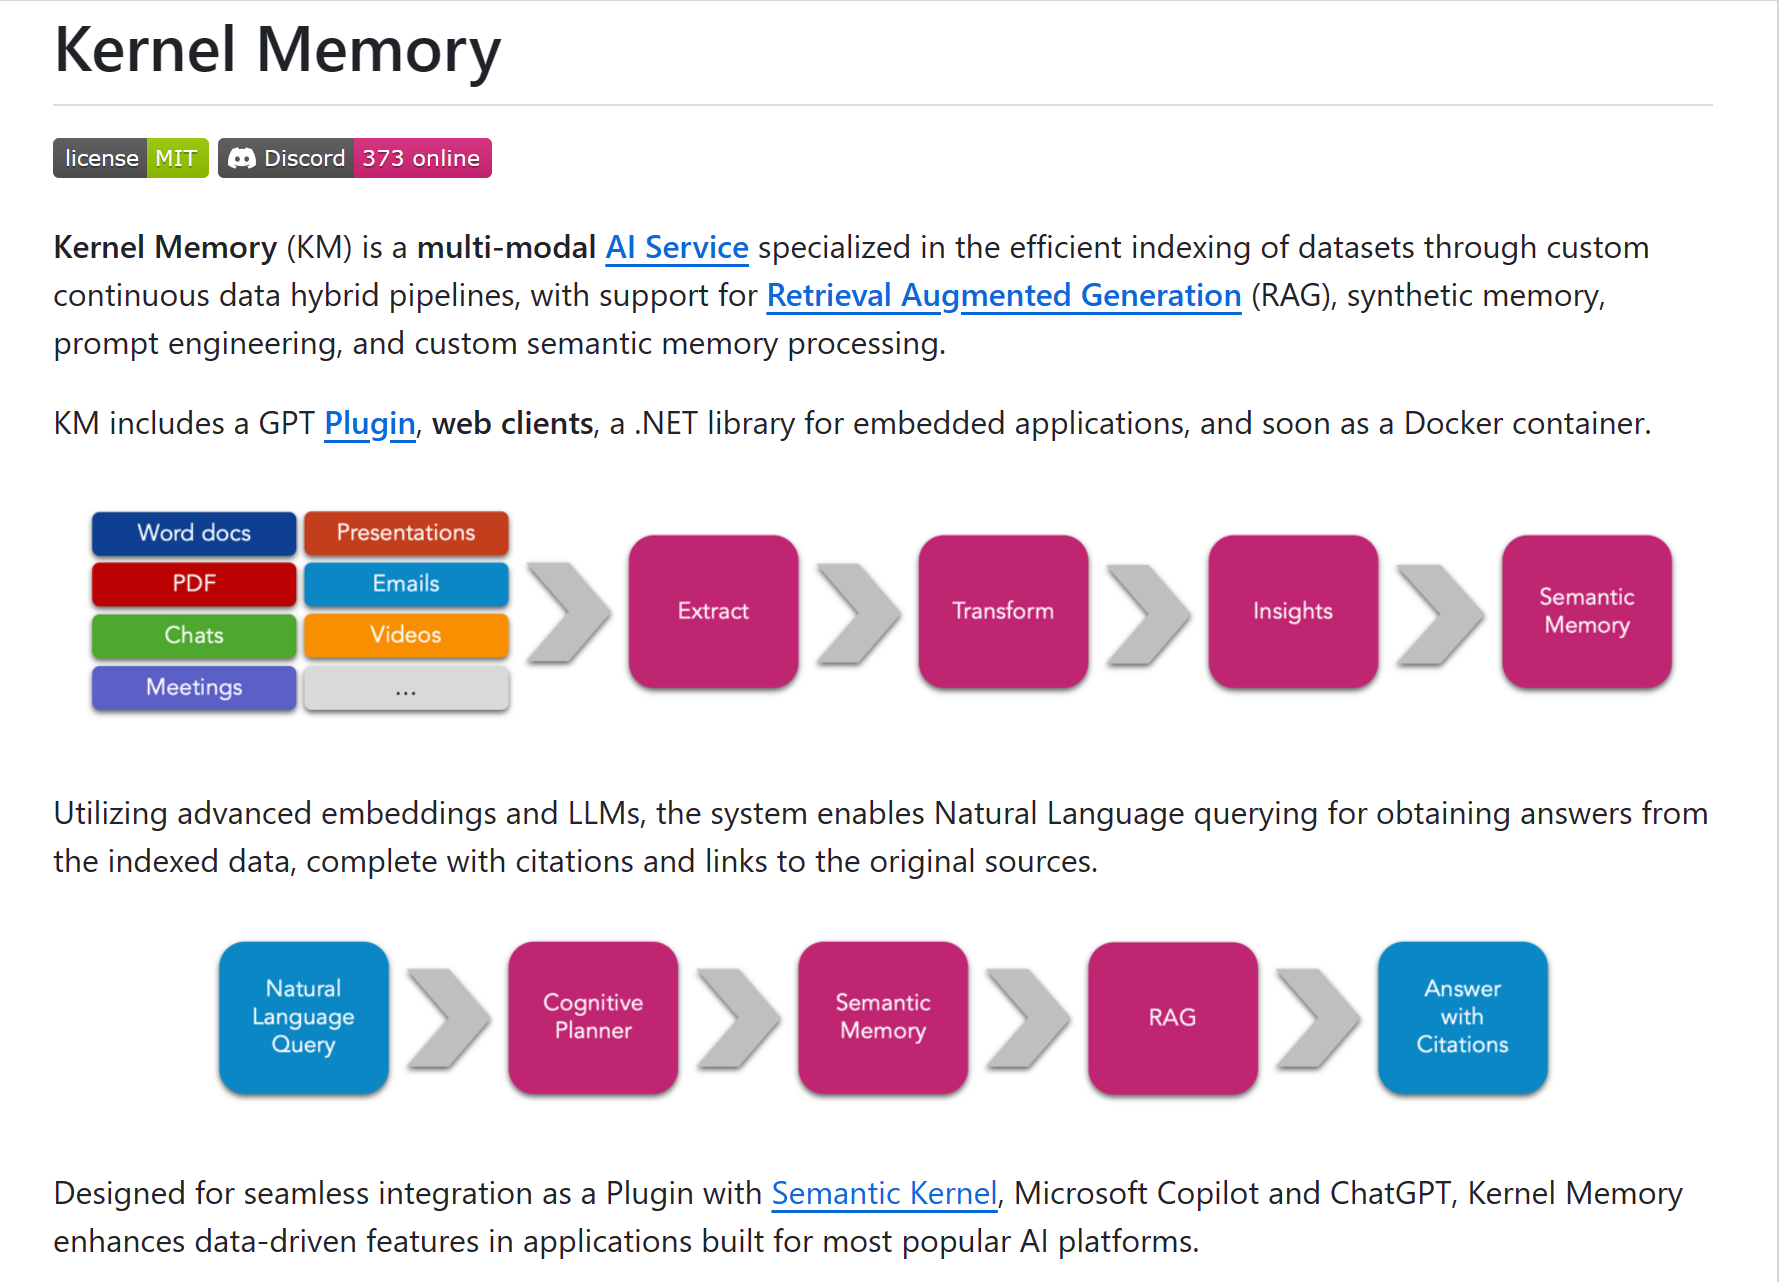 Kernel Memory
license MIT Discord 373 online
Kernel Memory (KM) is a multi-modal AI Service specialized in the efficient indexing of datasets through custom
continuous data hybrid pipelines, with support for Retrieval Augmented Generation (RAG), synthetic memory,
prompt engineering, and custom semantic memory processing.
KM includes a GPT Plugin, web clients, a .NET library for embedded applications, and soon as a Docker container.
Word docs
Presentations
PDF
Emails
Chats
Videos
Meetings
...
Extract
Transform
Insights
Semantic
Memory
Utilizing advanced embeddings and LLMs, the system enables Natural Language querying for obtaining answers from
the indexed data, complete with citations and links to the original sources.
Natural
Language
Query
Cognitive
Planner
Semantic
Memory
RAG
Answer
with
Citations
Designed for seamless integration as a Plugin with Semantic Kernel, Microsoft Copilot and ChatGPT, Kernel Memory
enhances data-driven features in applications built for most popular AI platforms.